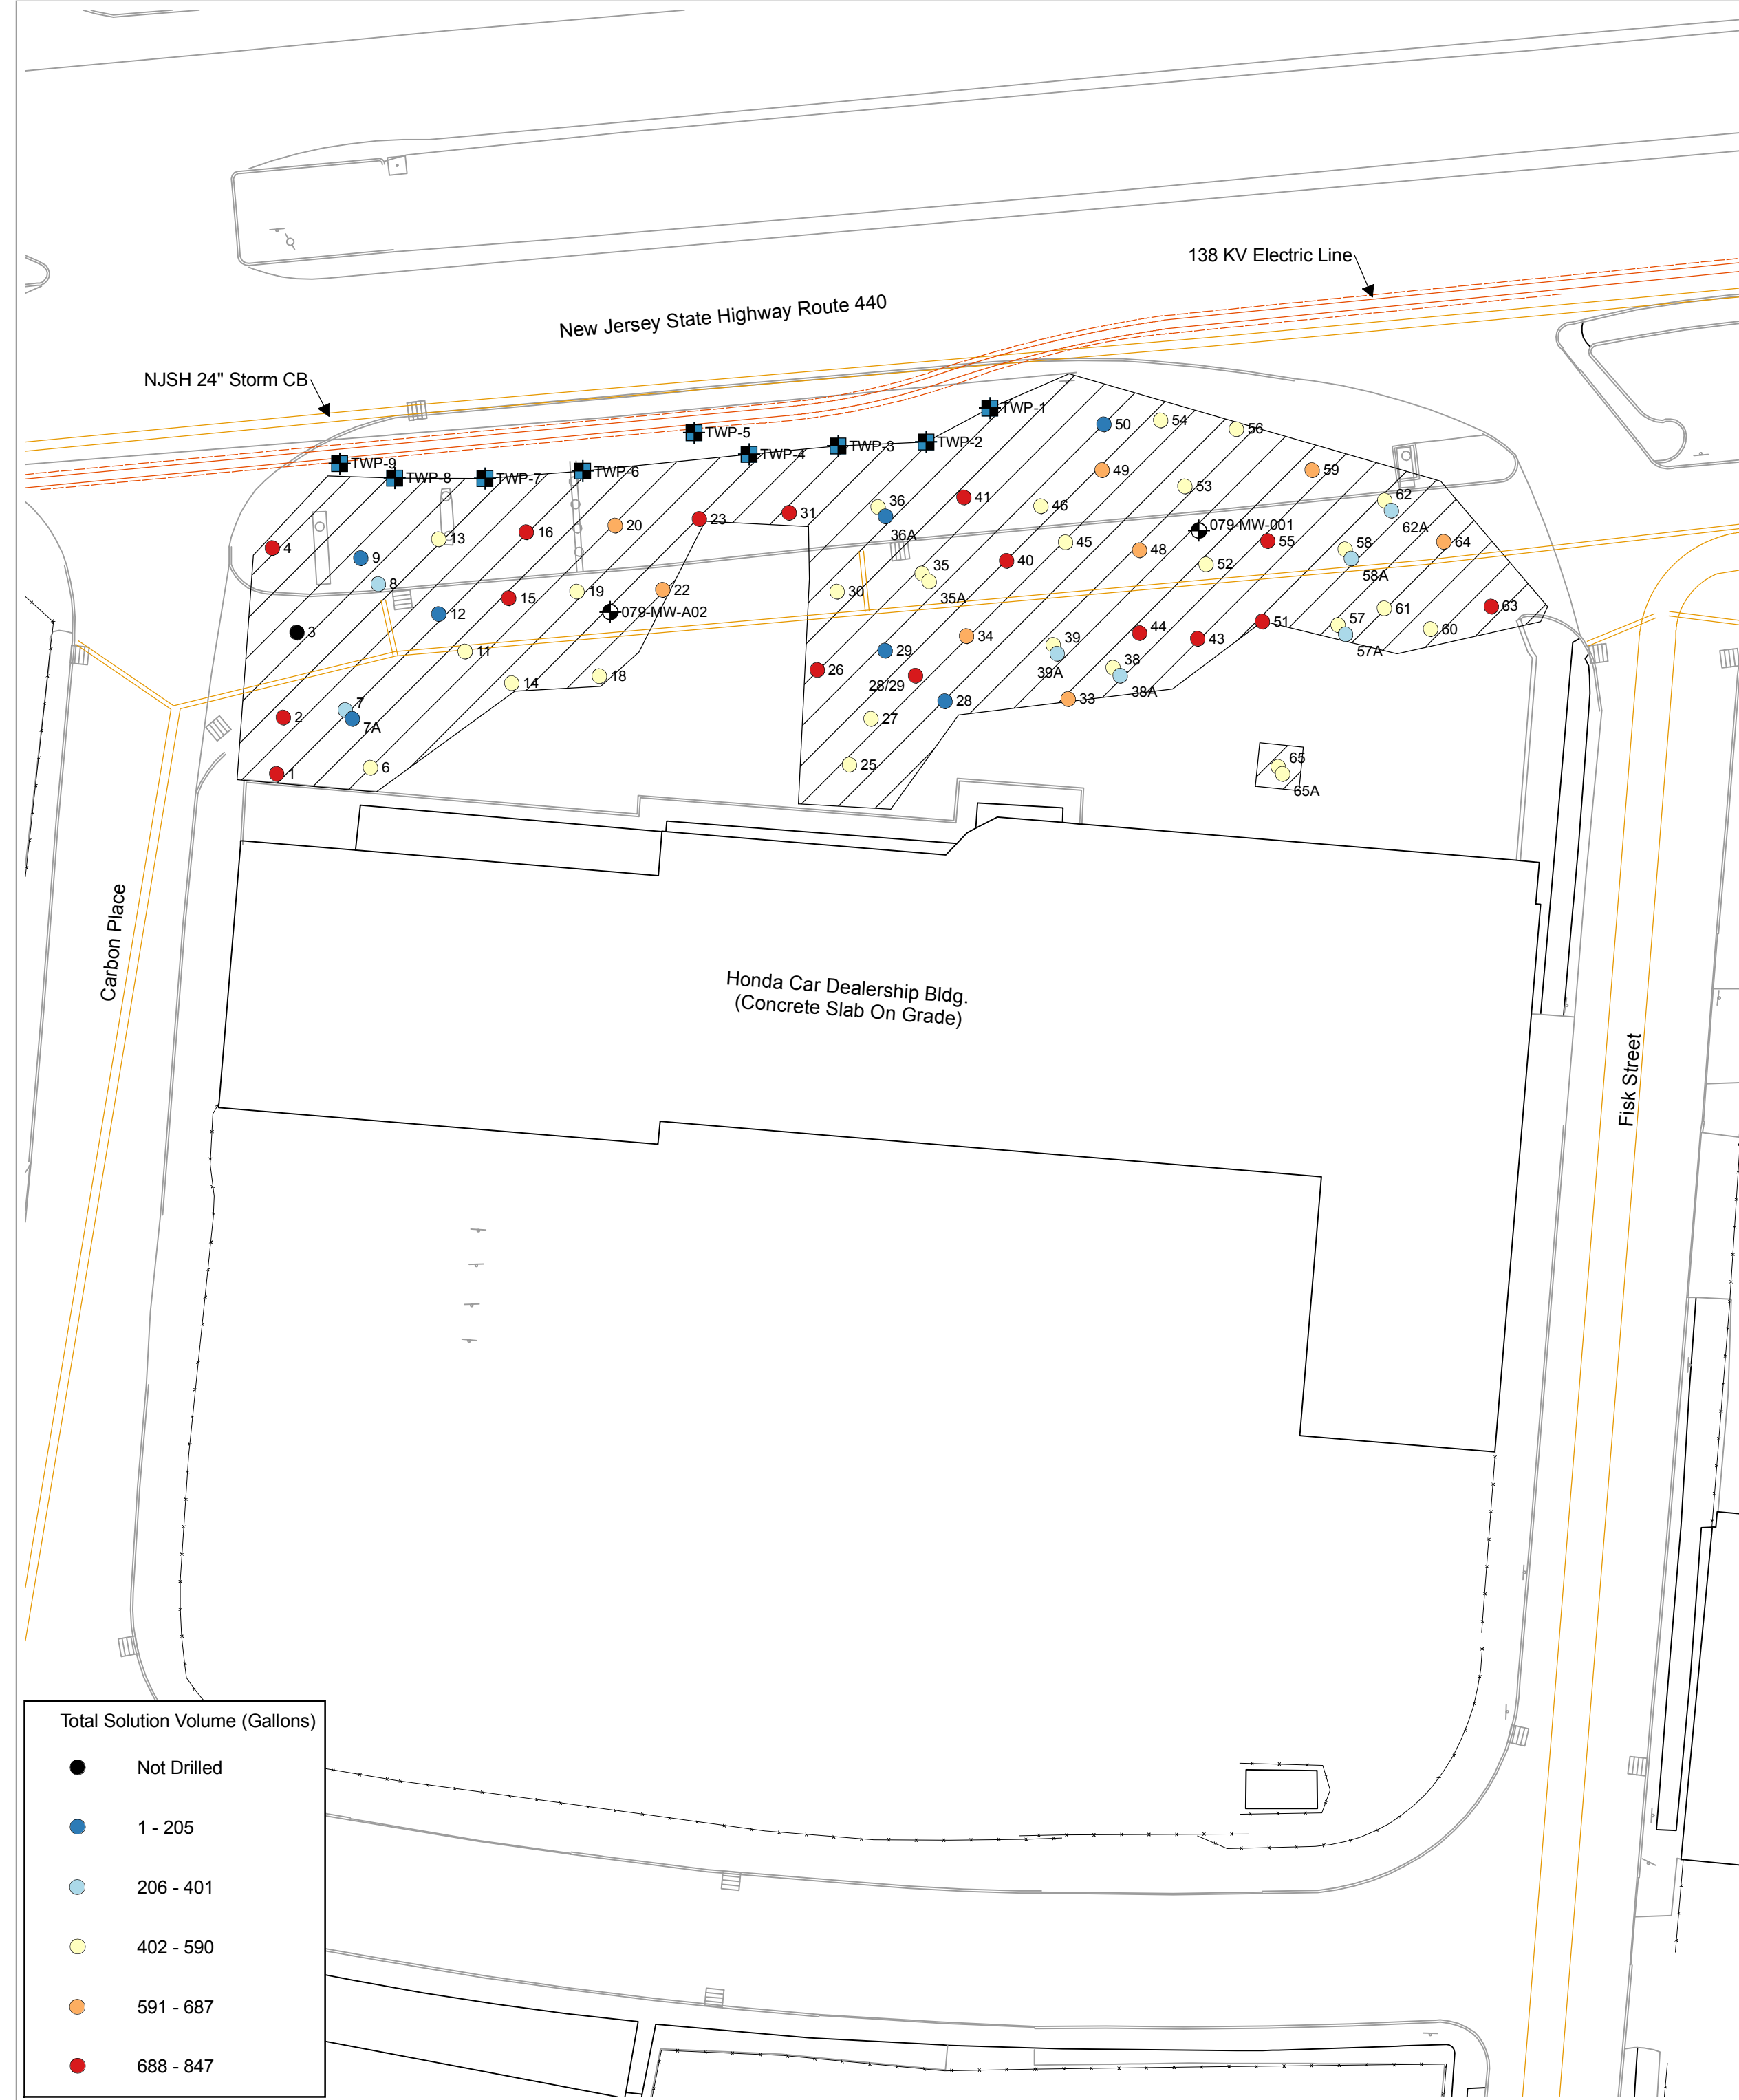 138 KV Electric Line
New Jersey State Highway Route 440
NJSH 24" Storm CB
TWP-1
TWP-5
TWP-2
TWP-3
TWP-4
TWP-9
TWP-8
TWP-7
TWP-6
50
54
56
49
59
53
62
62A
41
36
36A
46
31
23
20
16
13
4
9
8
3
12
15
19
22
079-MW-A02
11
14
18
2
7
7A
1
6
30
35
35A
40
45
48
079-MW-001
55
52
58
58A
64
63
61
60
57
57A
51
43
44
39
39A
38
38A
33
34
29
26
28/29
28
27
25
65
65A
Carbon Place
Honda Car Dealership Bldg.
(Concrete Slab On Grade)
Fisk Street
Total Solution Volume (Gallons)
Not Drilled
1 - 205
206 - 401
402 - 590
591 - 687
688 - 847